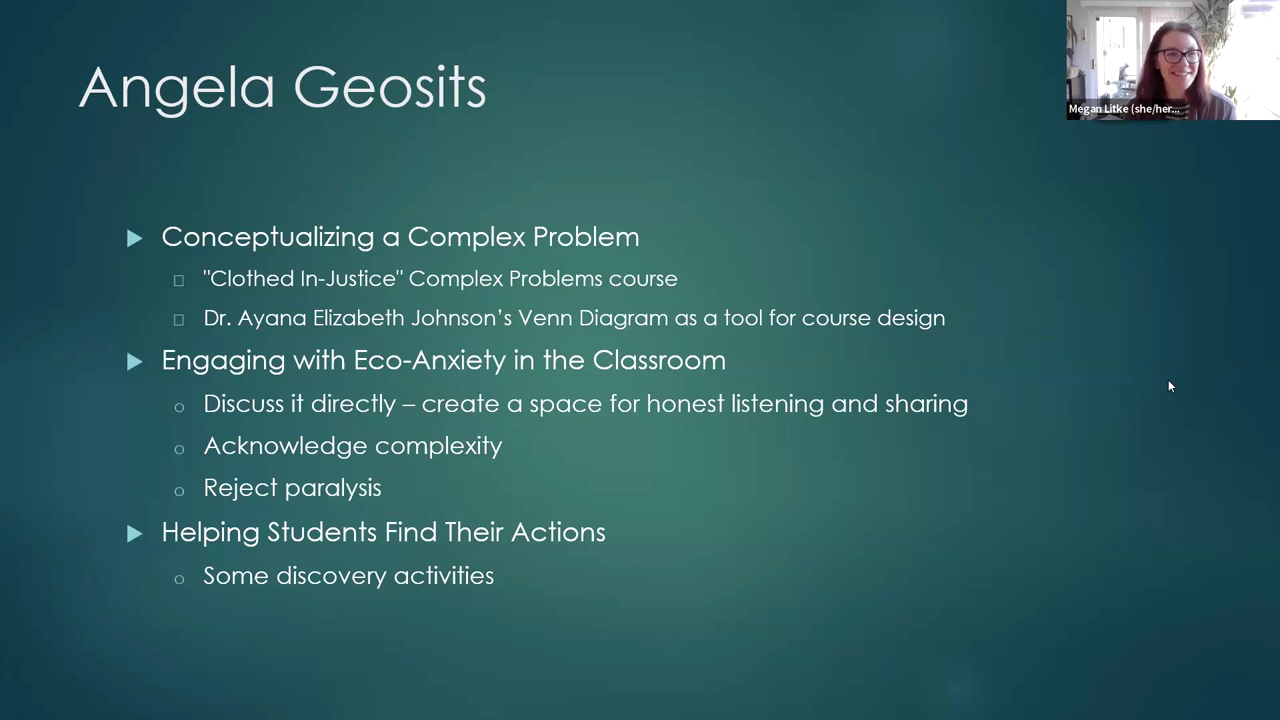 Angela Geosits
Megan Litke (she/her...
Conceptualizing a Complex Problem
"Clothed In-Justice" Complex Problems course
Dr. Ayana Elizabeth Johnson’s Venn Diagram as a tool for course design
Engaging with Eco-Anxiety in the Classroom
Discuss it directly – create a space for honest listening and sharing
Acknowledge complexity
Reject paralysis
Helping Students Find Their Actions
Some discovery activities